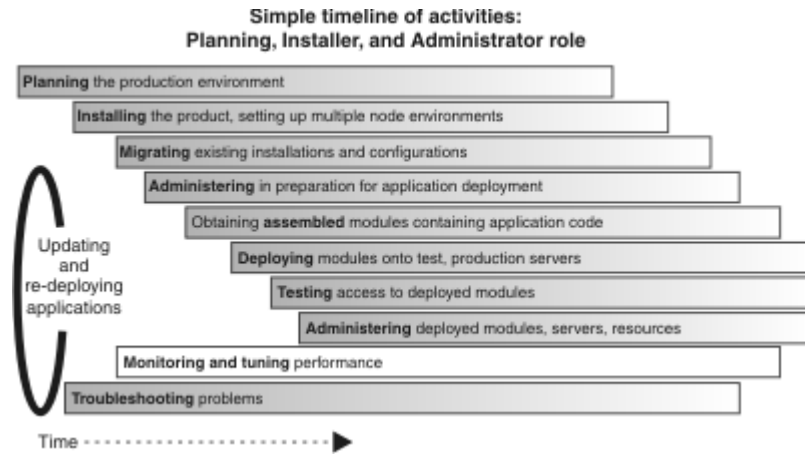 Simple timeline of activities:
Planning, Installer, and Administrator role
Planning the production environment
Installing the product, setting up multiple node environments
Migrating existing installations and configurations
Administering in preparation for application deployment
Obtaining assembled modules containing application code
Deploying modules onto test, production servers
Testing access to deployed modules
Administering deployed modules, servers, resources
Monitoring and tuning performance
Troubleshooting problems
Updating
and
re-deploying
applications
Time